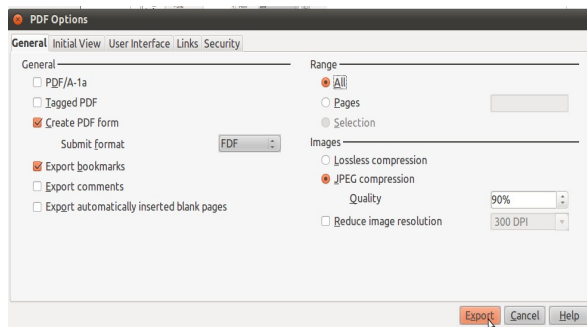 PDF Options
General Initial View User Interface Links Security
General
PDF/A-1a
Tagged PDF
Create PDF form
Submit format FDF
Export bookmarks
Export comments
Export automatically inserted blank pages
Range
All
Pages
Selection
Images
Lossless compression
JPEG compression
Quality 90%
Reduce image resolution 300 DPI
Export Cancel Help